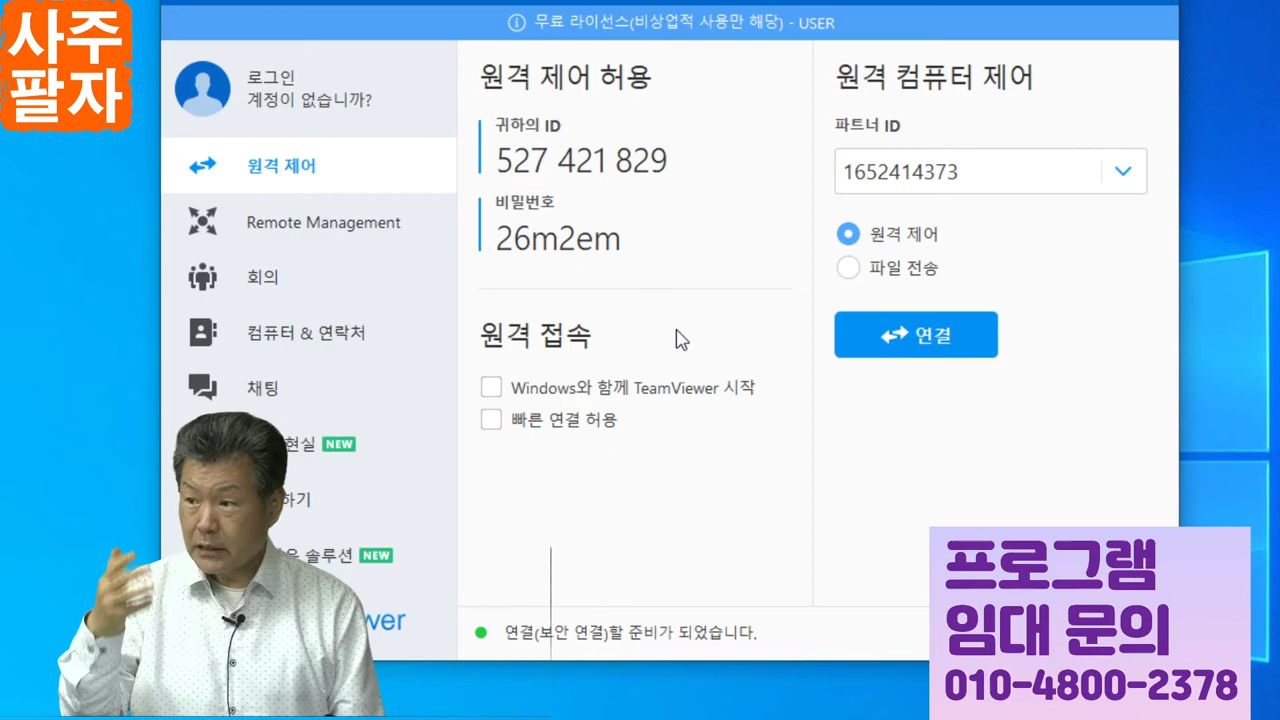 사주
팔자
무료 라이선스(비상업적 사용만 해당) - USER
로그인
계정이 없습니까?
원격 제어
Remote Management
회의
컴퓨터 & 연락처
채팅
현실 NEW
하기
솔루션 NEW
wer
원격 제어 허용
귀하의 ID
527 421 829
비밀번호
26m2em
원격 접속
Windows와 함께 TeamViewer 시작
빠른 연결 허용
연결(보안 연결)할 준비가 되었습니다.
원격 컴퓨터 제어
파트너 ID
1652414373
원격 제어
파일 전송
연결
프로그램
임대 문의
010-4800-2378